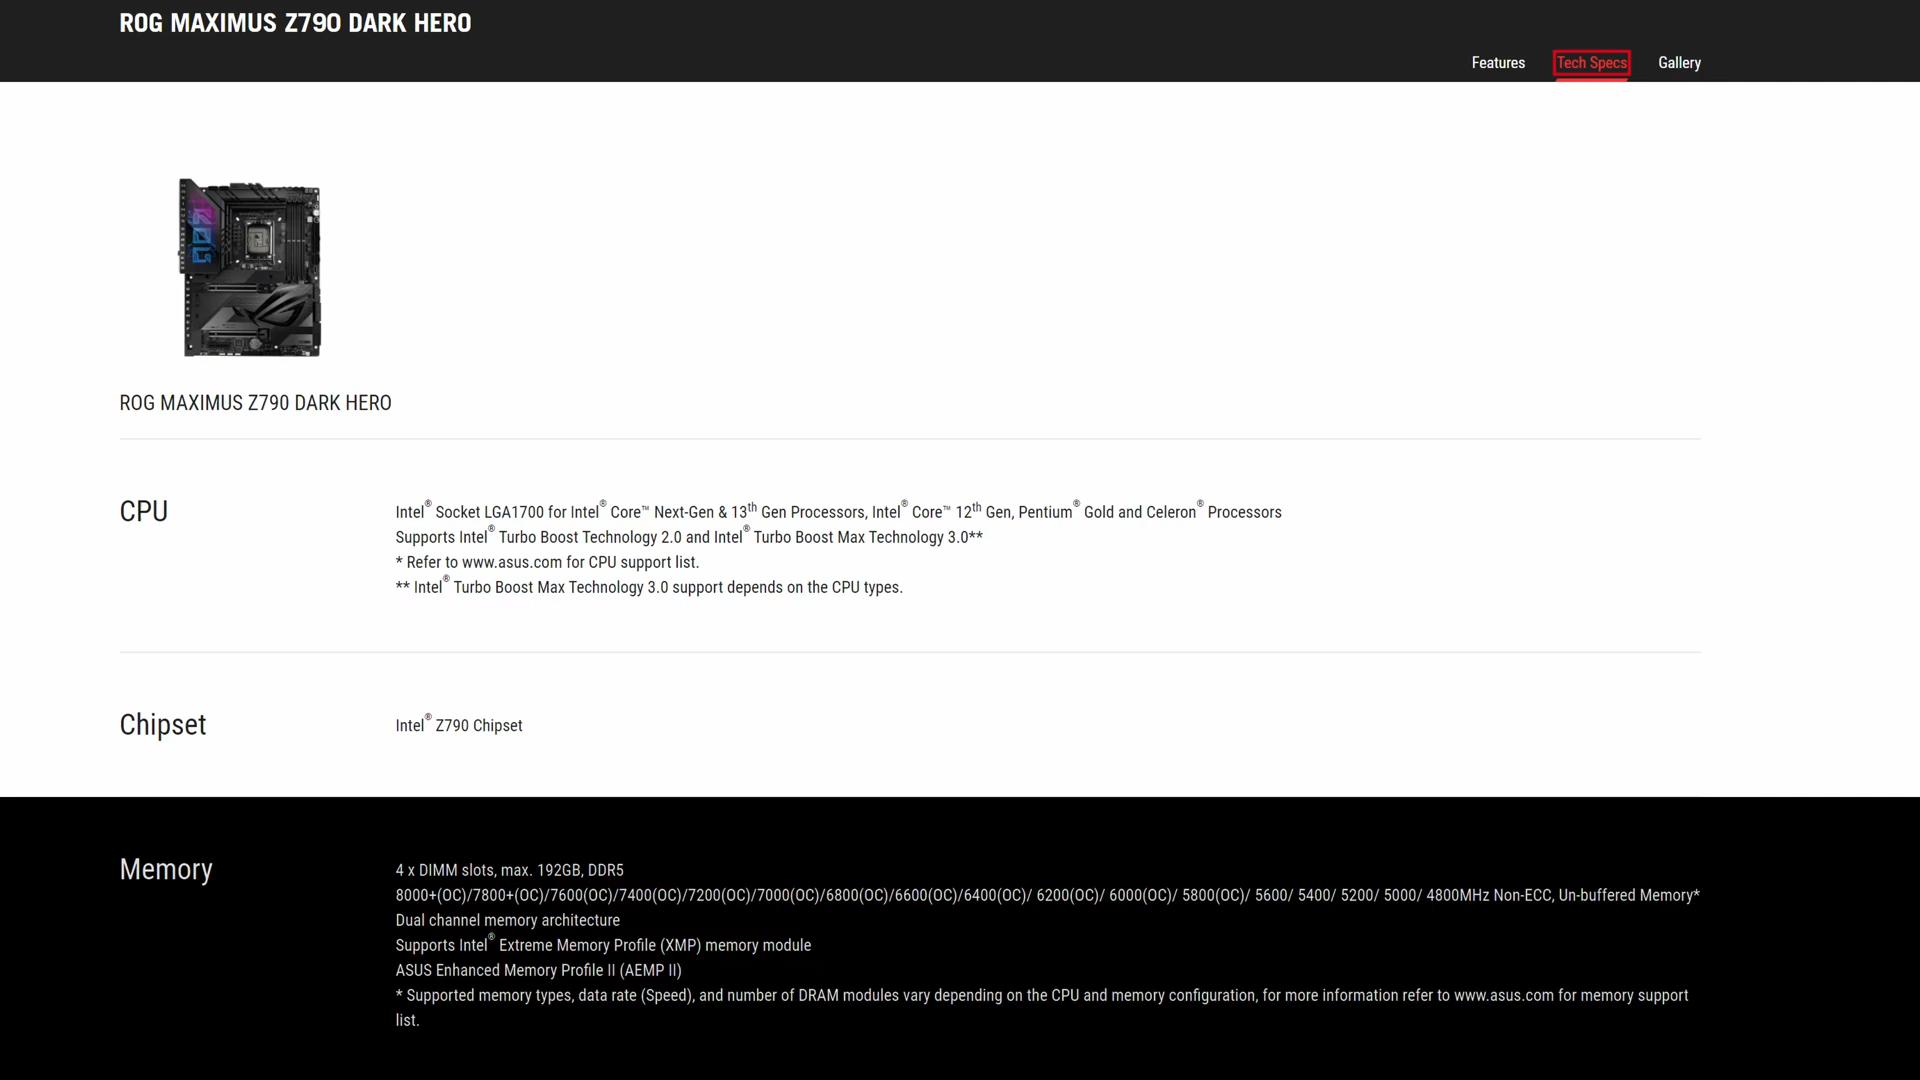 ROG MAXIMUS Z790 DARK HERO
Features Tech Specs Gallery
ROG MAXIMUS Z790 DARK HERO
CPU
Intel® Socket LGA1700 for Intel® Core™ Next-Gen & 13th Gen Processors, Intel® Core™ 12th Gen, Pentium® Gold and Celeron® Processors
Supports Intel® Turbo Boost Technology 2.0 and Intel® Turbo Boost Max Technology 3.0**
* Refer to www.asus.com for CPU support list.
** Intel® Turbo Boost Max Technology 3.0 support depends on the CPU types.
Chipset
Intel® Z790 Chipset
Memory
4 x DIMM slots, max. 192GB, DDR5
8000+(OC)/7800+(OC)/7600(OC)/7400(OC)/7200(OC)/7000(OC)/6800(OC)/6600(OC)/6400(OC)/ 6200(OC)/ 6000(OC)/ 5800(OC)/ 5600/ 5400/ 5200/ 5000/ 4800MHz Non-ECC, Un-buffered Memory*
Dual channel memory architecture
Supports Intel® Extreme Memory Profile (XMP) memory module
ASUS Enhanced Memory Profile II (AEMP II)
* Supported memory types, data rate (Speed), and number of DRAM modules vary depending on the CPU and memory configuration, for more information refer to www.asus.com for memory support
list.